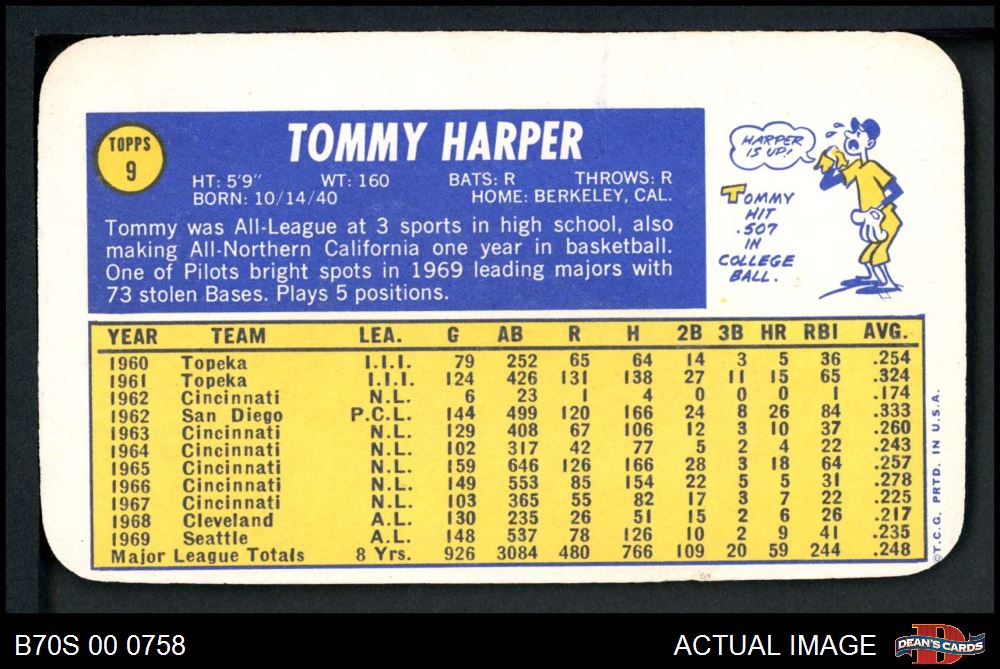 TOPPS
9
TOMMY HARPER
HT: 5'9" WT: 160 BATS: R THROWS: R
BORN: 10/14/40 HOME: BERKELEY, CAL.
Tommy was All-League at 3 sports in high school, also
making All-Northern California one year in basketball.
One of Pilots bright spots in 1969 leading majors with
73 stolen Bases. Plays 5 positions.
HARPER
IS UP!
TOMMY
HIT
.507
IN
COLLEGE
BALL.
YEAR TEAM LEA. G AB R H 2B 3B HR RBI AVG.
1960 Topeka I.I.I. 79 252 65 64 14 3 5 36 .254
1961 Topeka I.I.I. 124 426 131 138 27 11 15 65 .324
1962 Cincinnati N.L. 6 23 1 4 0 0 0 1 .174
1962 San Diego P.C.L. 144 499 120 166 24 8 26 84 .333
1963 Cincinnati N.L. 129 408 67 106 12 3 10 37 .260
1964 Cincinnati N.L. 102 317 42 77 5 2 4 22 .243
1965 Cincinnati N.L. 159 646 126 166 28 3 18 64 .257
1966 Cincinnati N.L. 149 553 85 154 22 5 5 31 .278
1967 Cincinnati N.L. 103 365 55 82 17 3 7 22 .225
1968 Cleveland A.L. 130 235 26 51 15 2 6 26 .217
1969 Seattle A.L. 148 537 78 126 10 2 9 41 .235
Major League Totals 8 Yrs. 926 3084 480 766 109 20 59 244 .248
©T.C.G. PRTD. IN U.S.A.
B70S 00 0758
ACTUAL IMAGE
D
DEAN'S CARDS